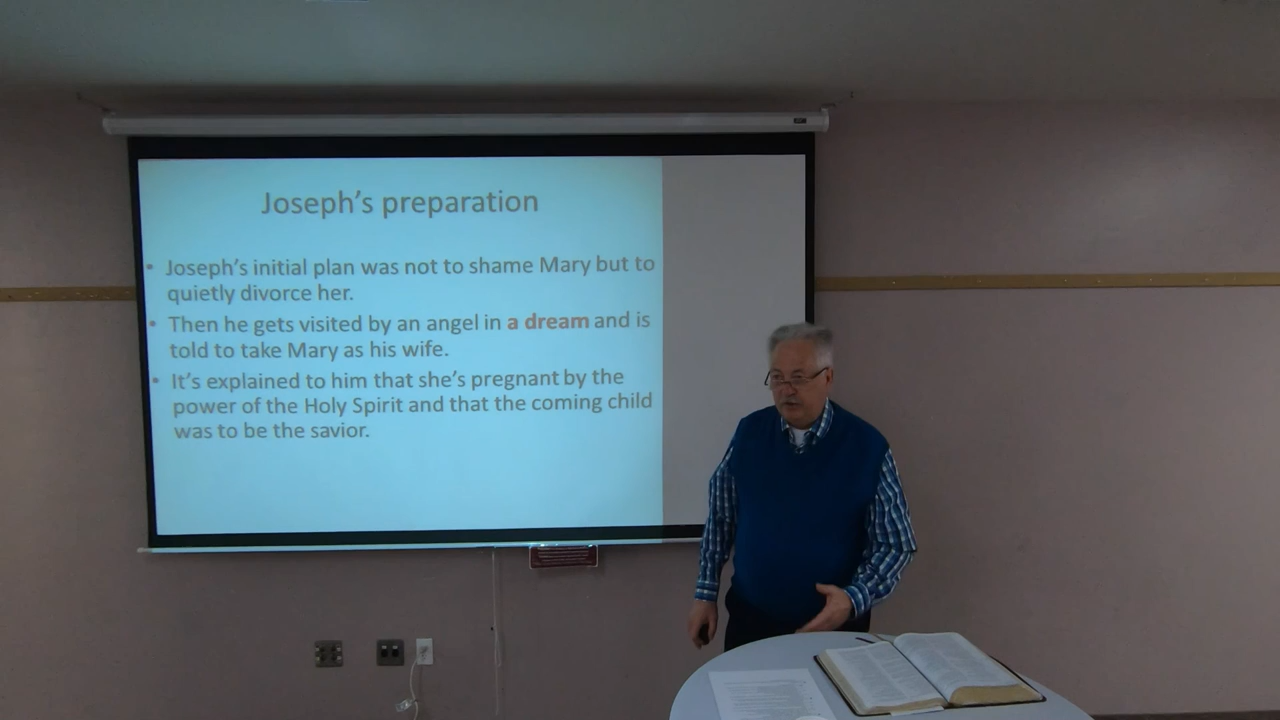 Joseph's preparation
• Joseph's initial plan was not to shame Mary but to
quietly divorce her.
• Then he gets visited by an angel in a dream and is
told to take Mary as his wife.
• It's explained to him that she's pregnant by the
power of the Holy Spirit and that the coming child
was to be the savior.